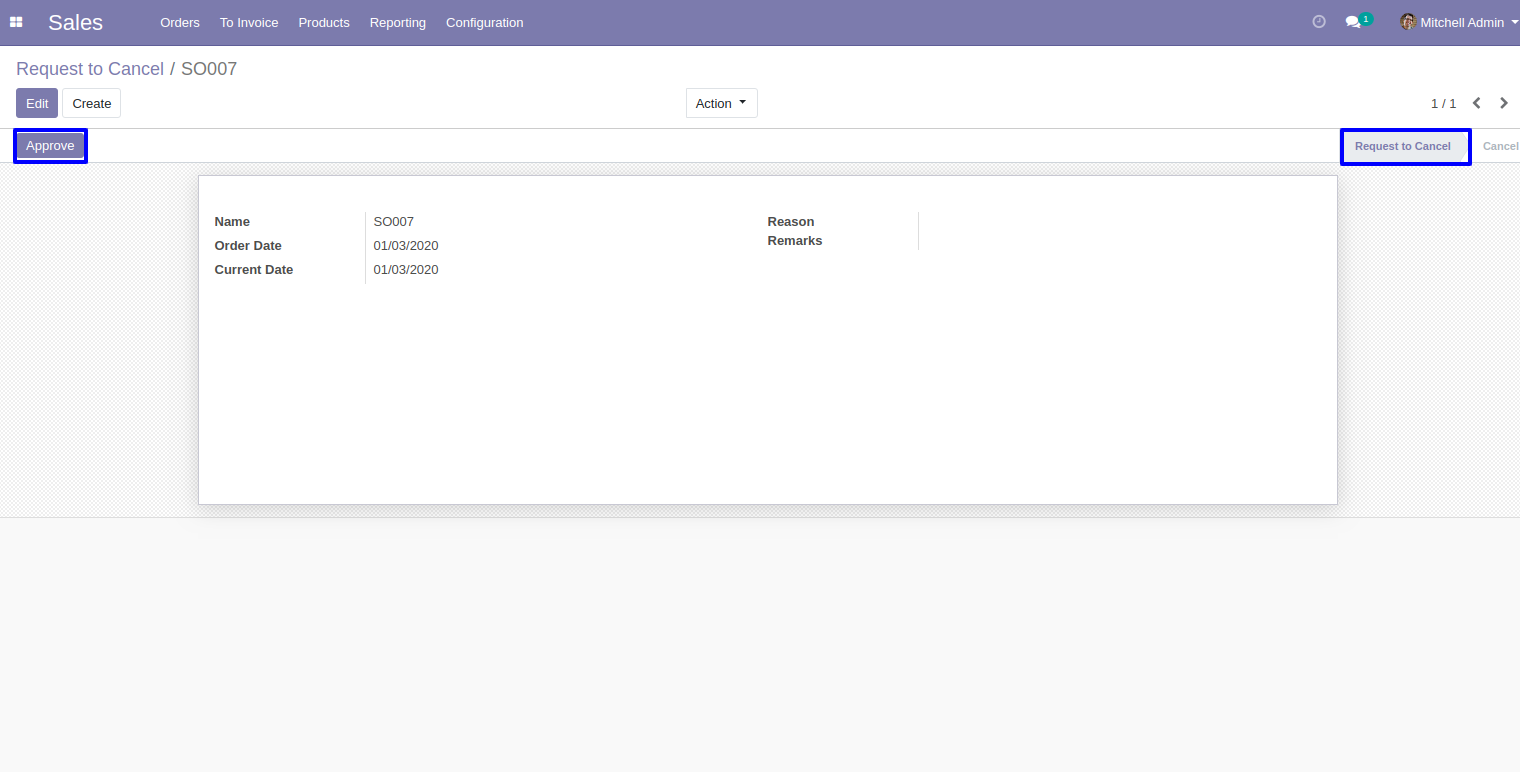 Sales Orders To Invoice Products Reporting Configuration 1 Mitchell Admin
Request to Cancel / SO007
Edit Create Action 1 / 1
Approve Request to Cancel Cancel
Name SO007 Reason
Remarks
Order Date 01/03/2020
Current Date 01/03/2020